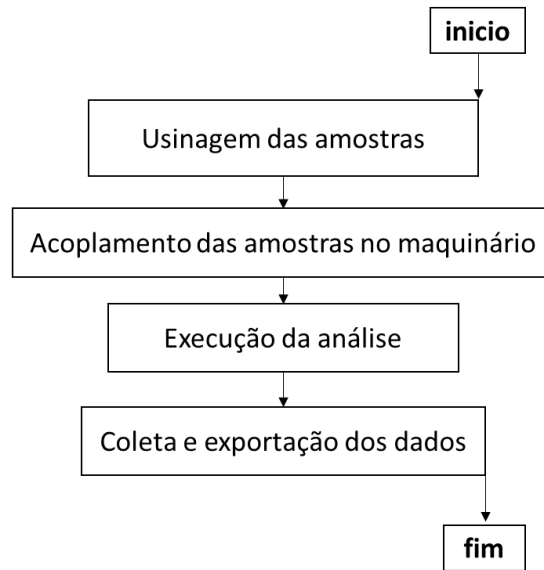 inicio
Usinagem das amostras
Acoplamento das amostras no maquinário
Execução da análise
Coleta e exportação dos dados
fim